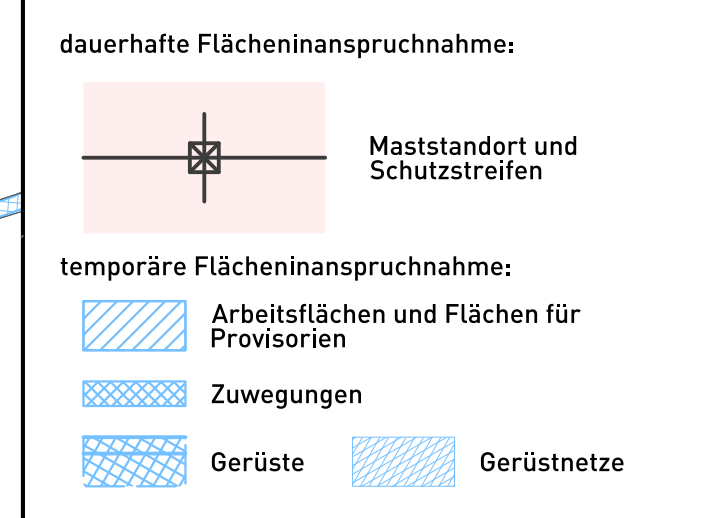 dauerhafte Flächeninanspruchnahme:
Maststandort und
Schutzstreifen
temporäre Flächeninanspruchnahme:
Arbeitsflächen und Flächen für
Provisorien
Zuwegungen
Gerüste
Gerüstnetze